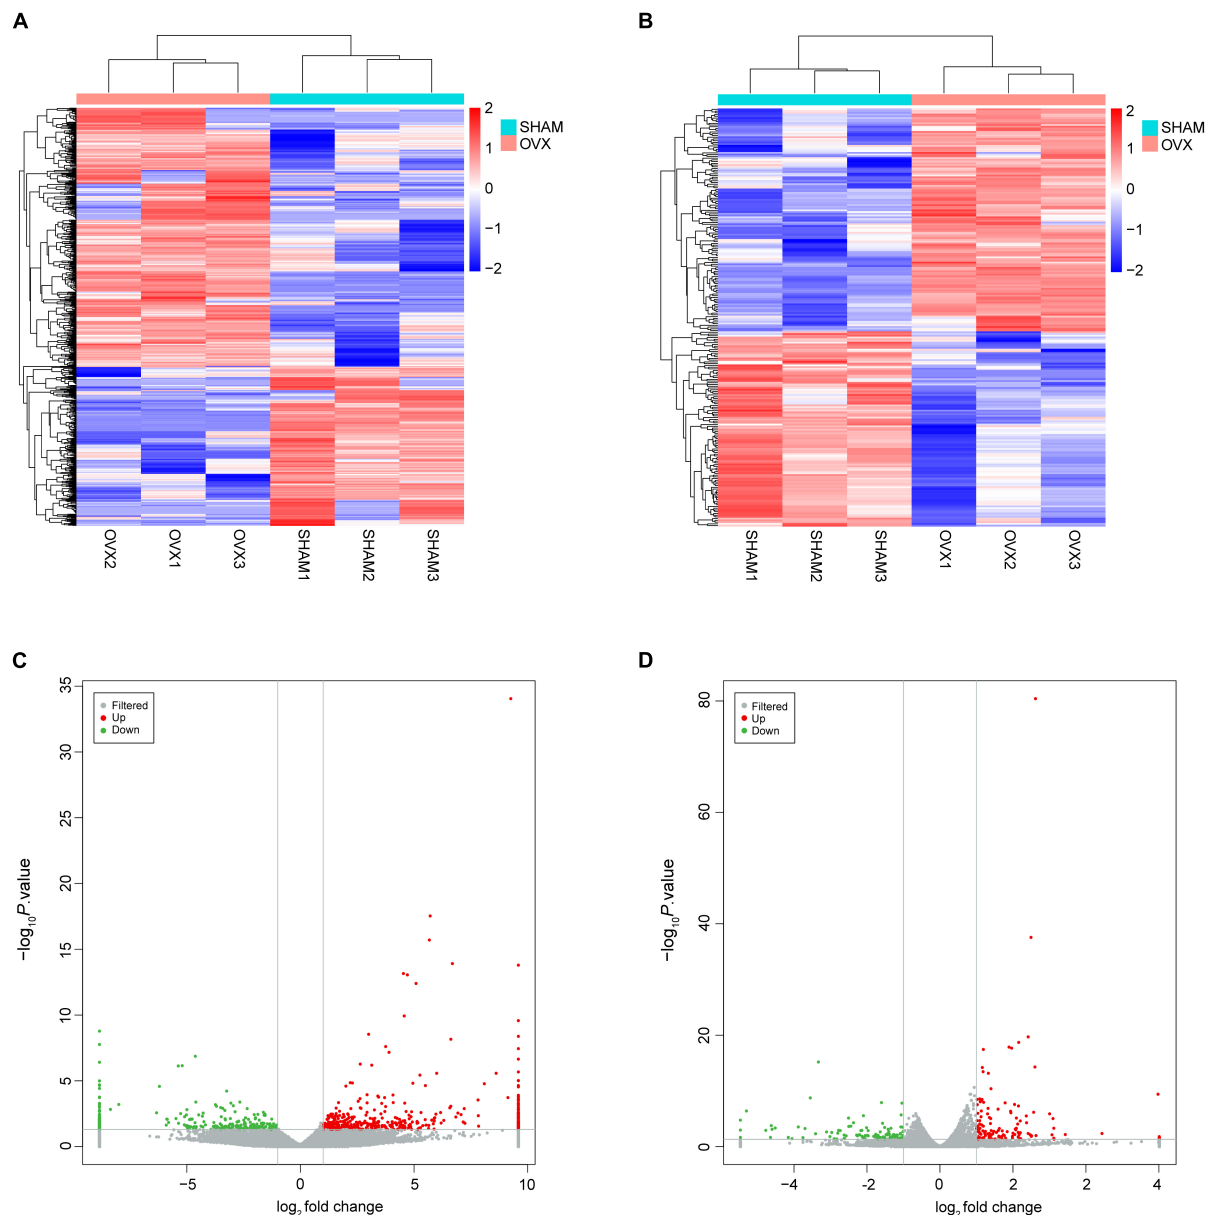 A
2
1
0
−1
−2
SHAM
OVX
OVX2
OVX1
OVX3
SHAM1
SHAM2
SHAM3
B
2
1
0
−1
−2
SHAM
OVX
SHAM1
SHAM2
SHAM3
OVX1
OVX2
OVX3
C
Filtered
Up
Down
35
30
25
20
15
10
5
0
−log10P.value
−5
0
5
10
log2 fold change
D
Filtered
Up
Down
80
60
40
20
0
−log10P.value
−4
−2
0
2
2
4
log2 fold change